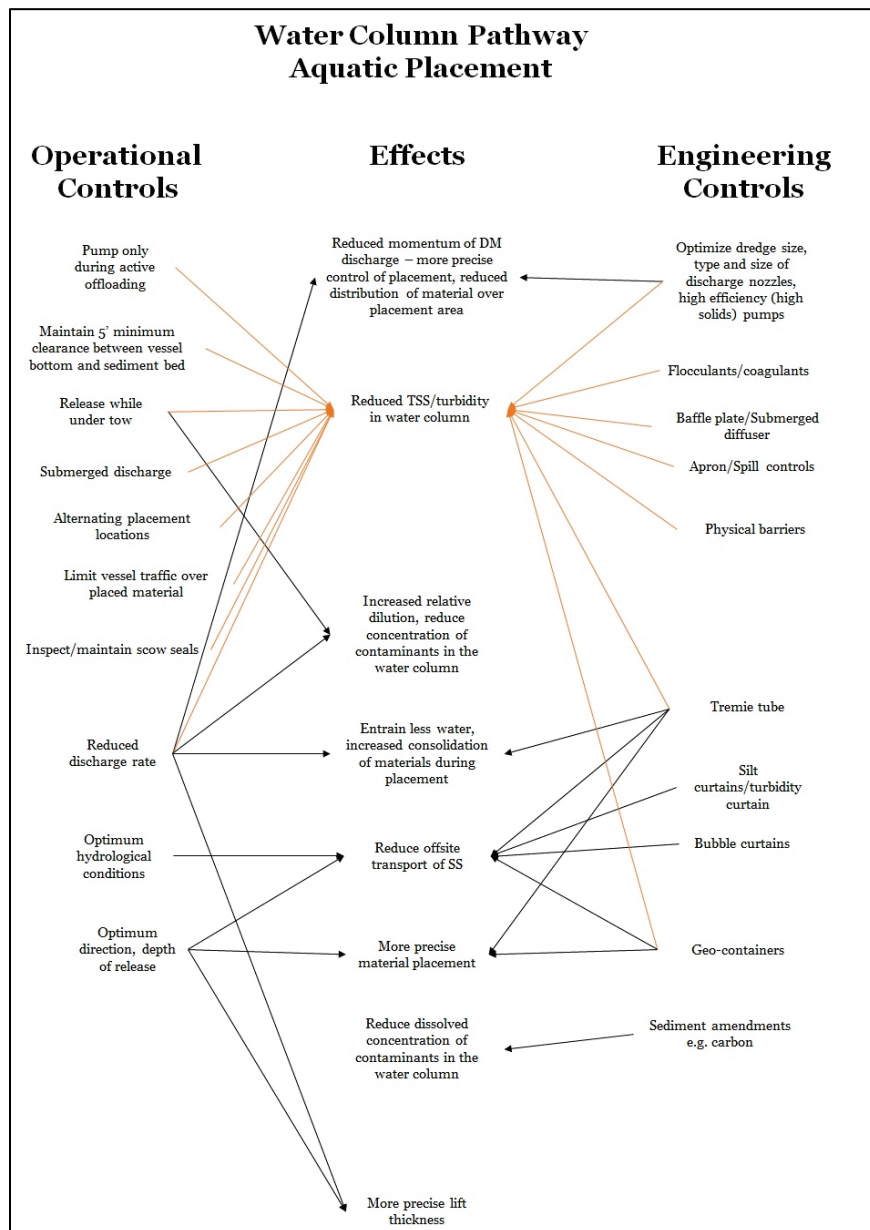 Water Column Pathway
Aquatic Placement
Operational
Controls
Pump only
during active
offloading
Maintain 5’ minimum
clearance between vessel
bottom and sediment bed
Release while
under tow
Submerged discharge
Alternating placement
locations
Limit vessel traffic over
placed material
Inspect/maintain scow seals
Reduced
discharge rate
Optimum
hydrological
conditions
Optimum
direction, depth
of release
Effects
Reduced momentum of DM
discharge – more precise
control of placement, reduced
distribution of material over
placement area
Reduced TSS/turbidity
in water column
Increased relative
dilution, reduce
concentration of
contaminants in the
water column
Entrain less water,
increased consolidation
of materials during
placement
Reduce offsite
transport of SS
More precise
material placement
Reduce dissolved
concentration of
contaminants in the
water column
More precise lift
thickness
Engineering
Controls
Optimize dredge size,
type and size of
discharge nozzles,
high efficiency (high
solids) pumps
Flocculants/coagulants
Baffle plate/Submerged
diffuser
Apron/Spill controls
Physical barriers
Tremie tube
Silt
curtains/turbidity
curtain
Bubble curtains
Geo-containers
Sediment amendments
e.g. carbon